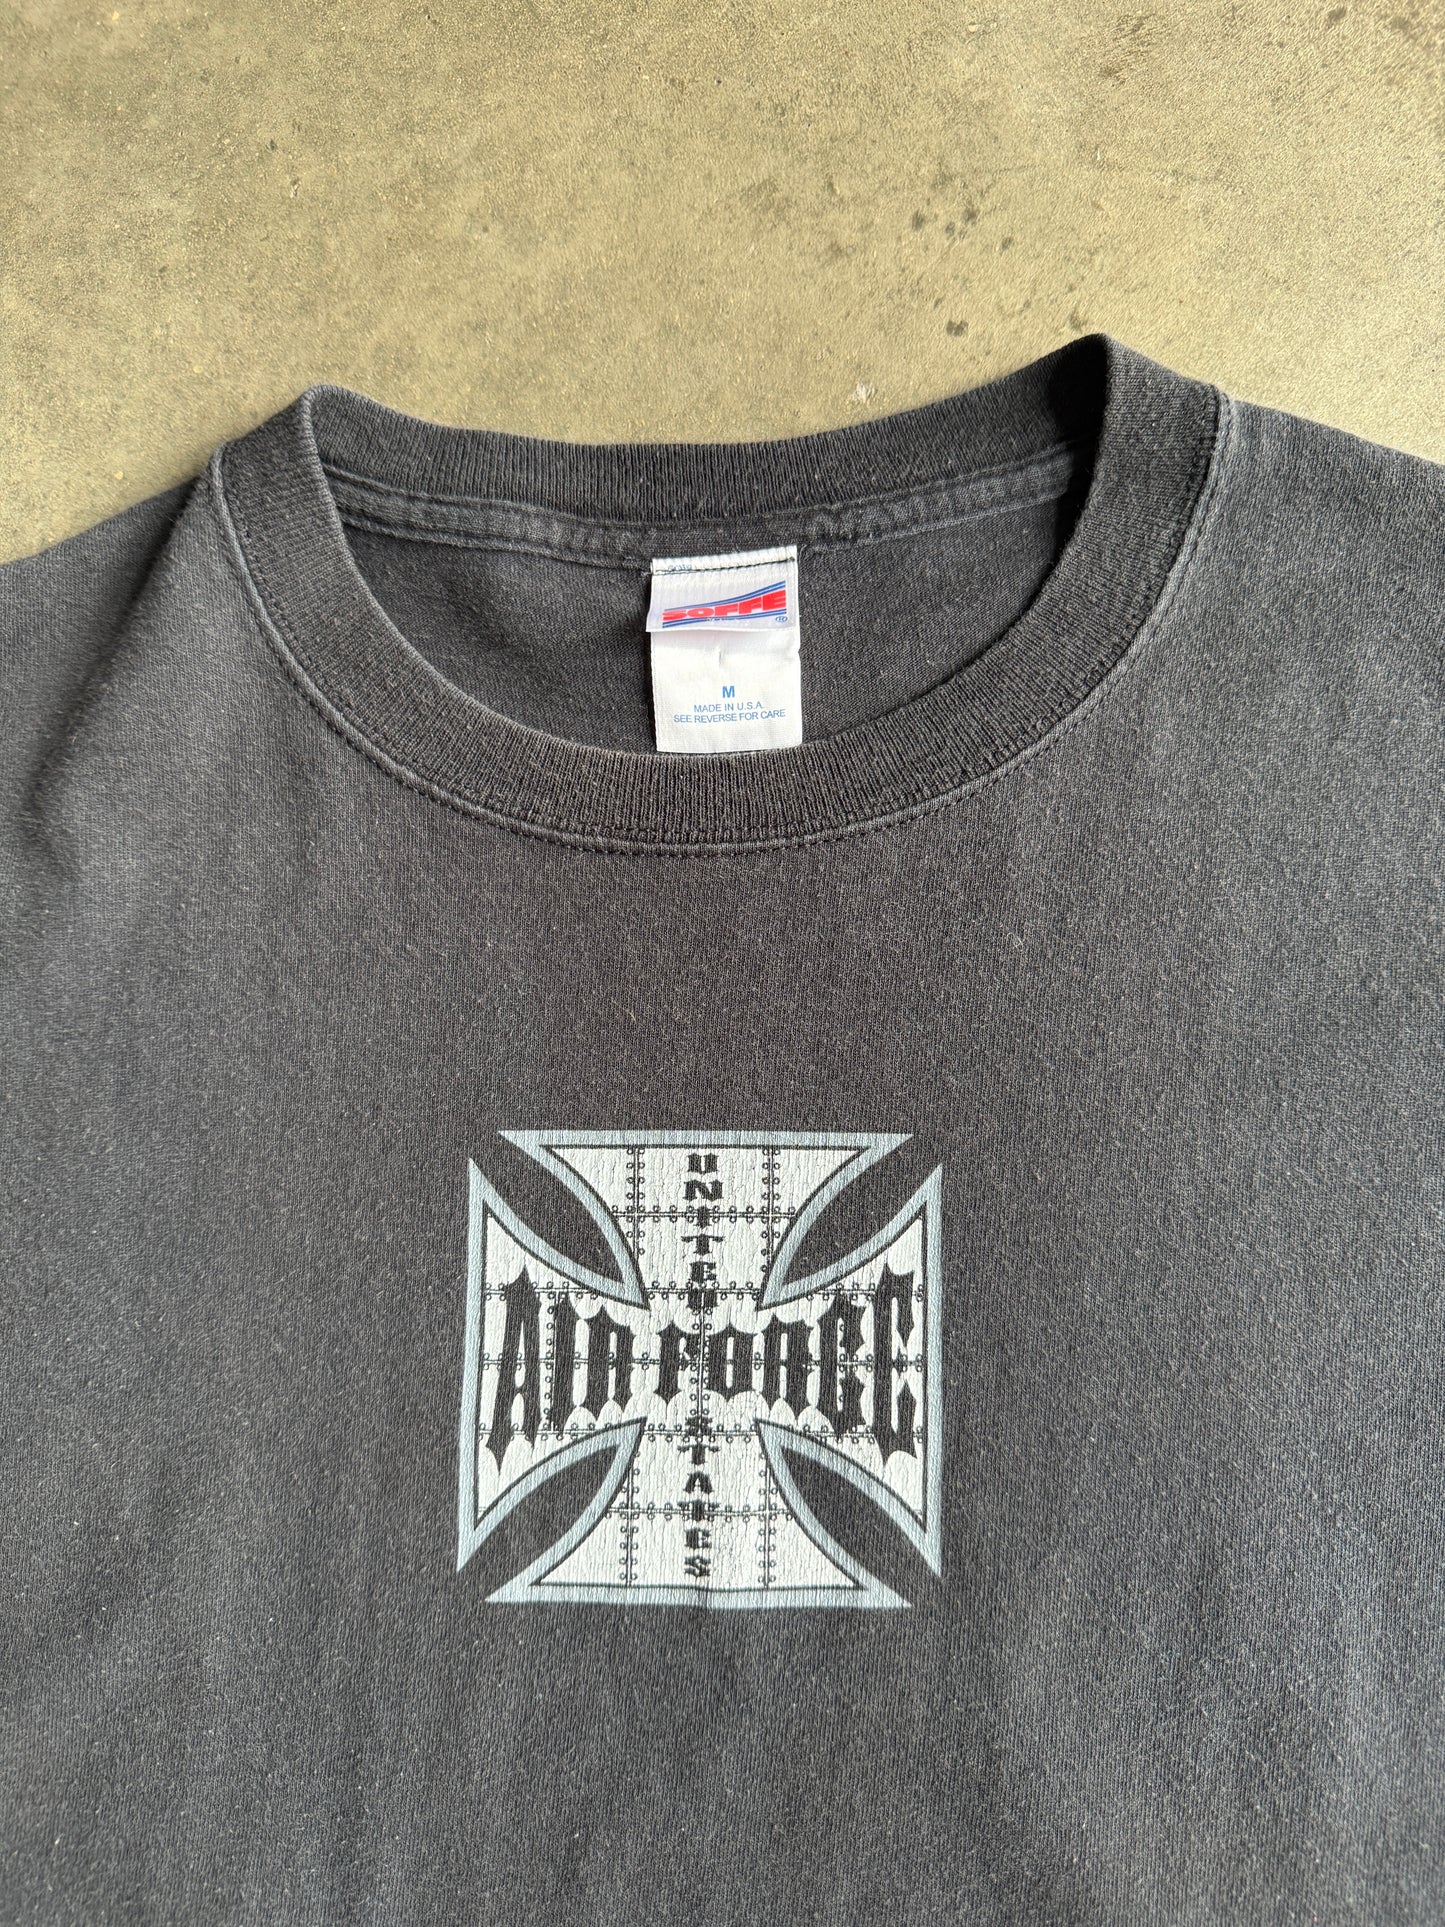 SOFFE
®
M
MADE IN U.S.A.
SEE REVERSE FOR CARE
UNITED
AIR FORCE
STATES